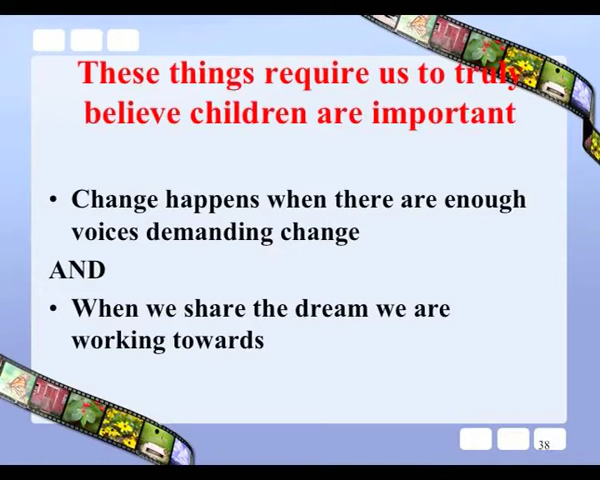 These things require us to truly
believe children are important
• Change happens when there are enough
voices demanding change
AND
• When we share the dream we are
working towards
38